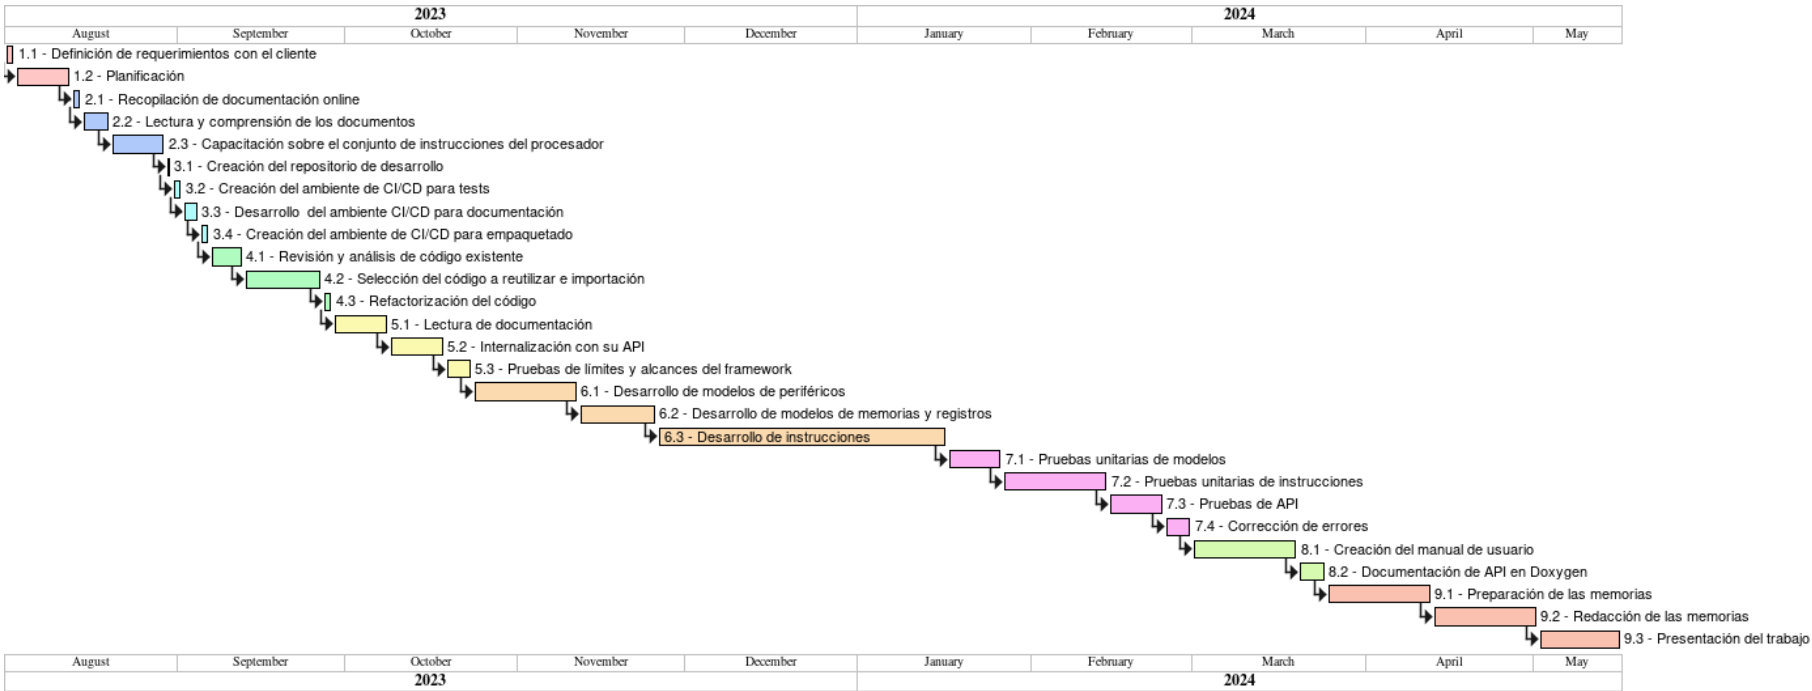 2023 2024
August September October November December January February March April May
1.1 - Definición de requerimientos con el cliente
1.2 - Planificación
2.1 - Recopilación de documentación online
2.2 - Lectura y comprensión de los documentos
2.3 - Capacitación sobre el conjunto de instrucciones del procesador
3.1 - Creación del repositorio de desarrollo
3.2 - Creación del ambiente de CI/CD para tests
3.3 - Desarrollo  del ambiente CI/CD para documentación
3.4 - Creación del ambiente de CI/CD para empaquetado
4.1 - Revisión y análisis de código existente
4.2 - Selección del código a reutilizar e importación
4.3 - Refactorización del código
5.1 - Lectura de documentación
5.2 - Internalización con su API
5.3 - Pruebas de límites y alcances del framework
6.1 - Desarrollo de modelos de periféricos
6.2 - Desarrollo de modelos de memorias y registros
6.3 - Desarrollo de instrucciones
7.1 - Pruebas unitarias de modelos
7.2 - Pruebas unitarias de instrucciones
7.3 - Pruebas de API
7.4 - Corrección de errores
8.1 - Creación del manual de usuario
8.2 - Documentación de API en Doxygen
9.1 - Preparación de las memorias
9.2 - Redacción de las memorias
9.3 - Presentación del trabajo
August September October November December January February March April May
2023 2024